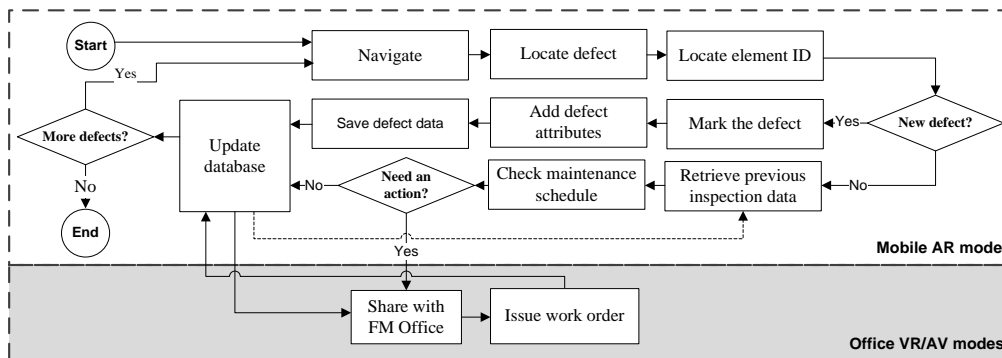 Start
Navigate
Locate defect
Locate element ID
Yes
More defects?
Update
database
Save defect data
Add defect
attributes
Mark the defect
Yes
New defect?
No
End
No
Need an
action?
Check maintenance
schedule
Retrieve previous
inspection data
No
Yes
Mobile AR mode
Share with
FM Office
Issue work order
Office VR/AV modes